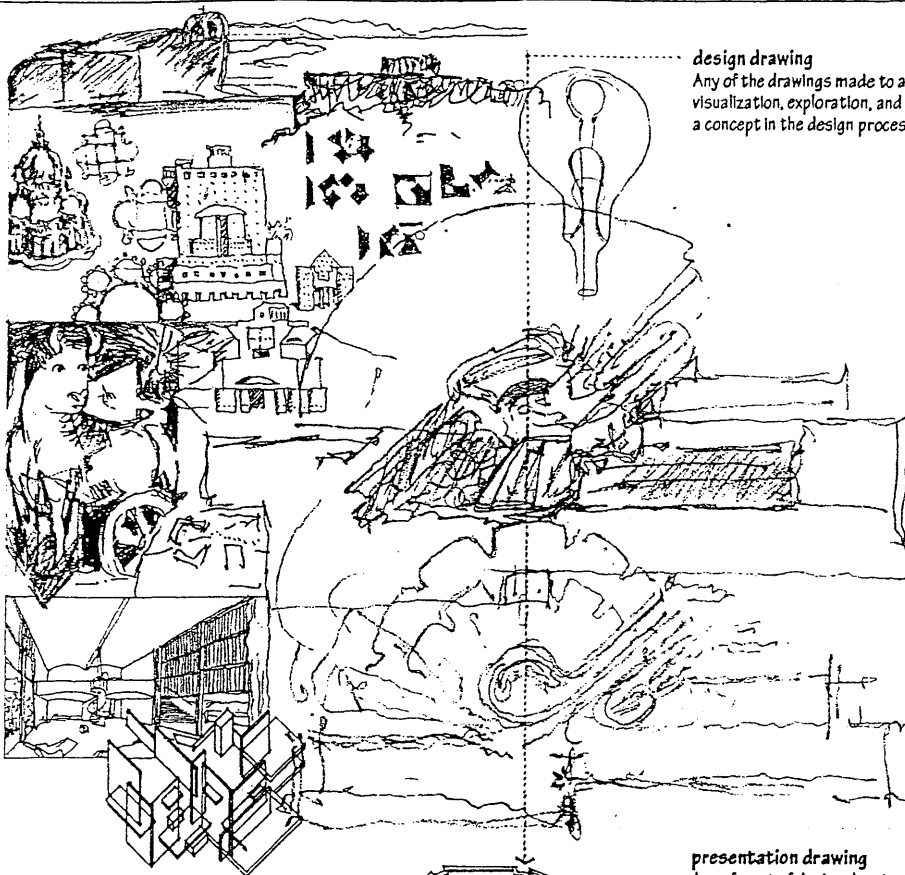 design drawing
Any of the drawings made to a
visualization, exploration, and
a concept in the design proces
presentation drawing